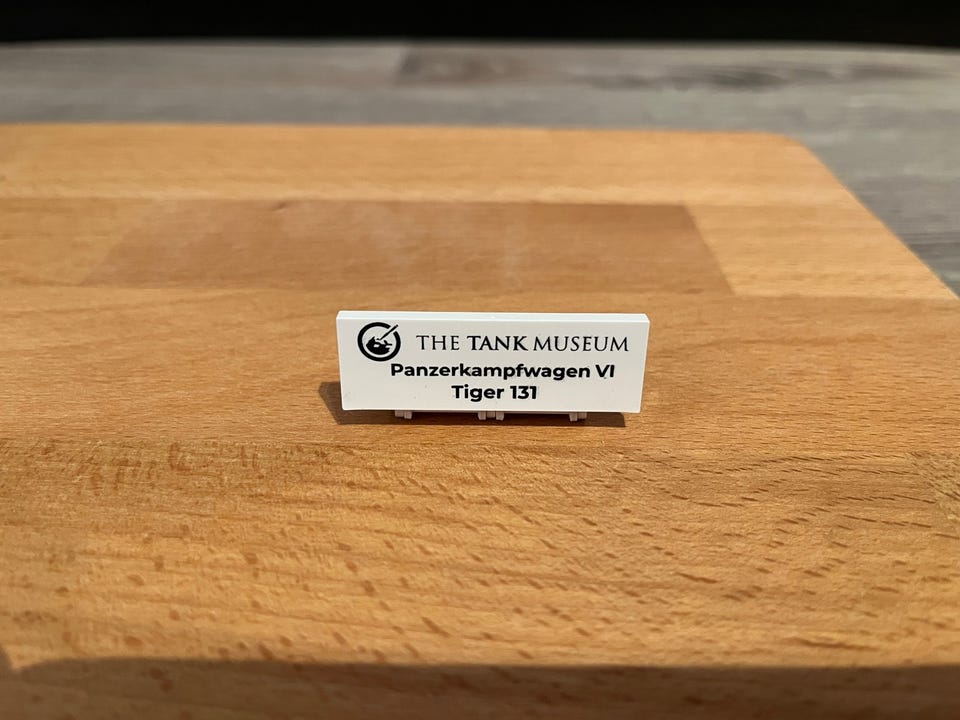 THE TANK MUSEUM
Panzerkampfwagen VI
Tiger 131